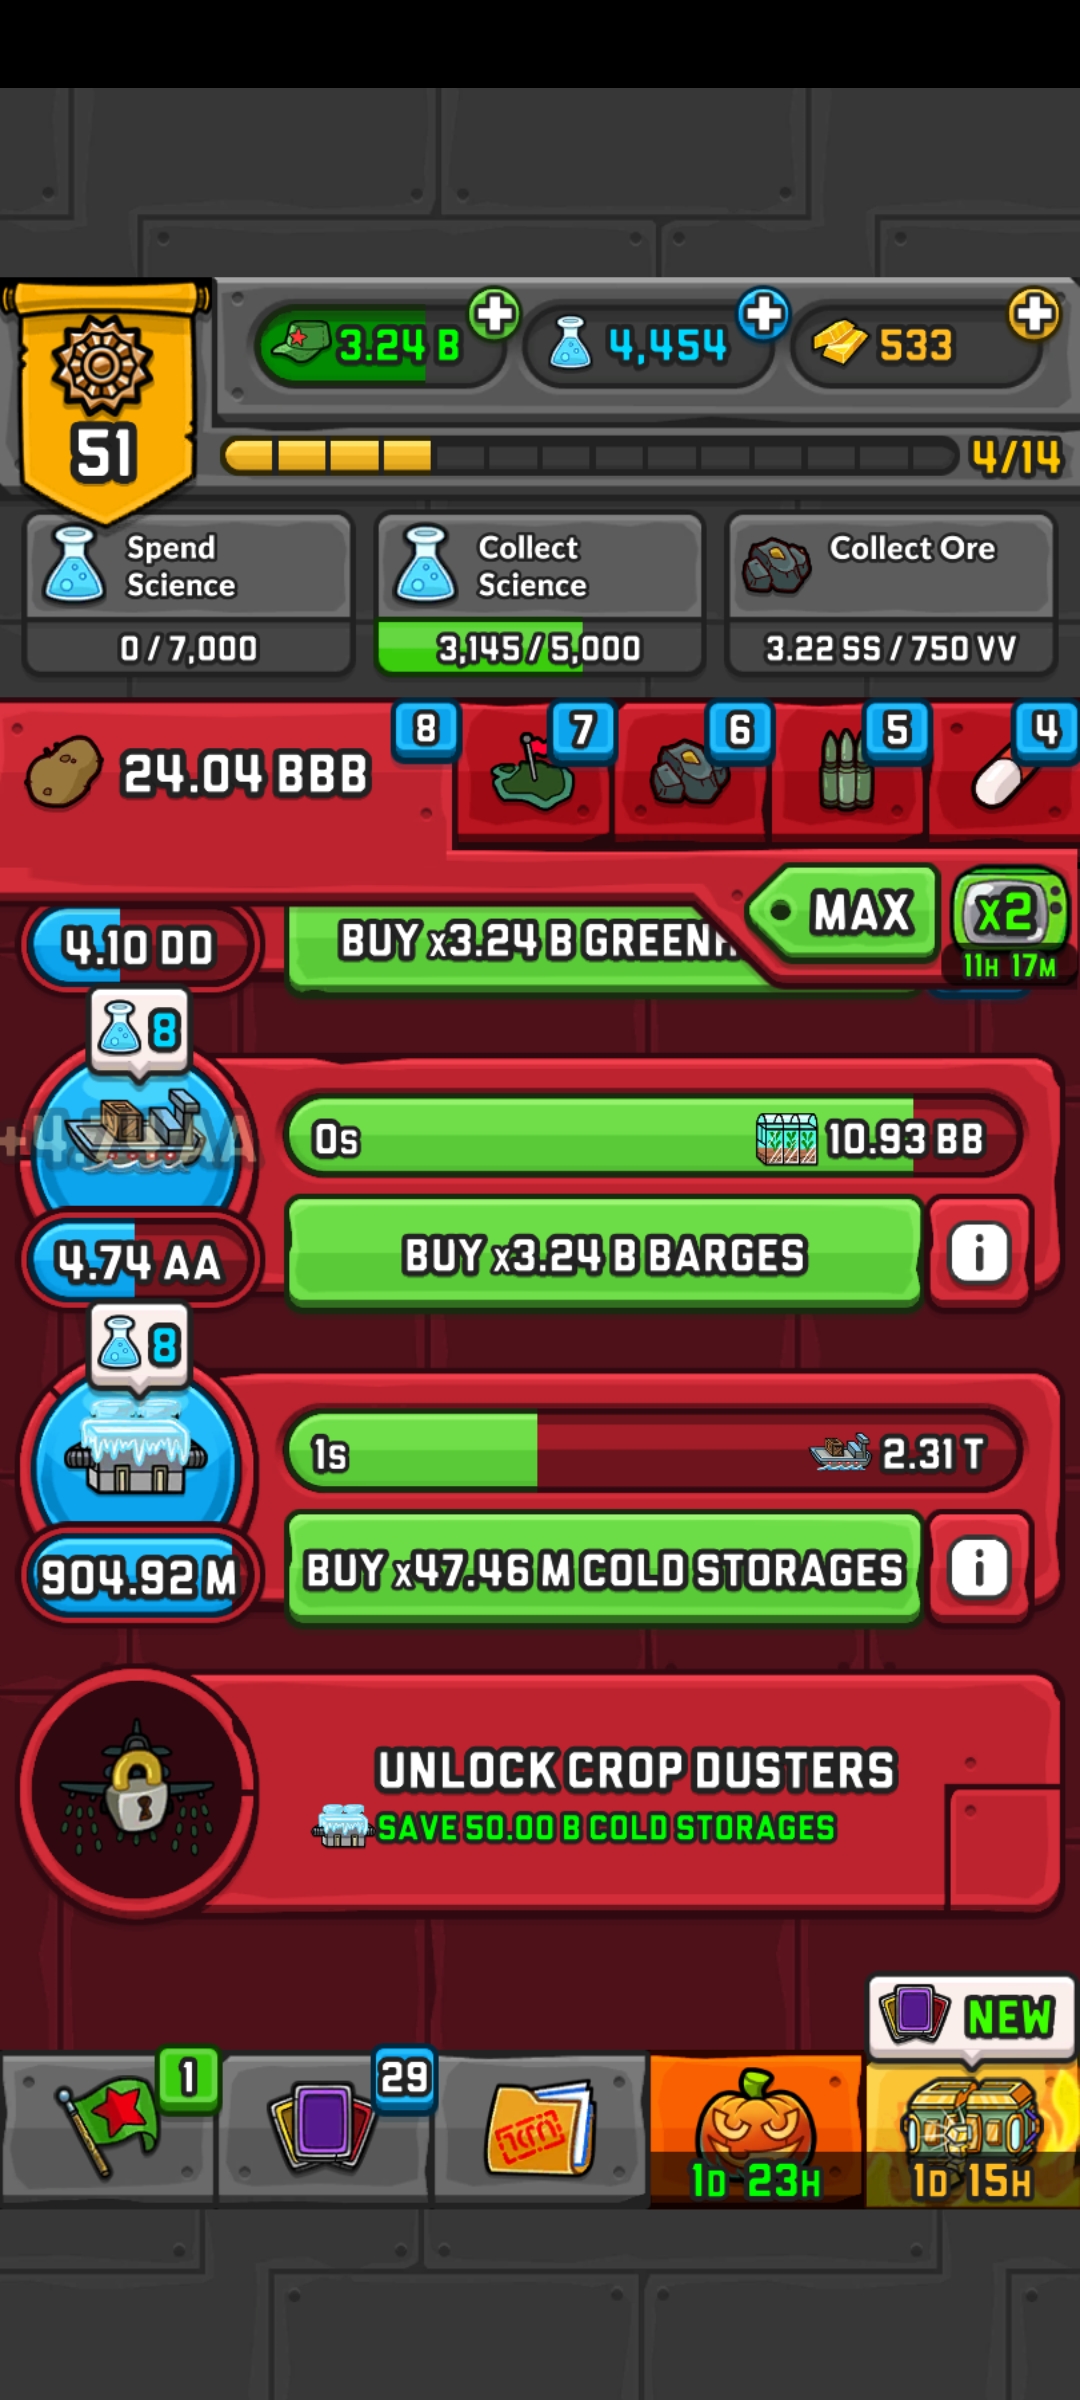 3.24 B
4,454
533
51
4/14
Spend
Science
0 / 7,000
Collect
Science
3,145 / 5,000
Collect Ore
3.22 SS / 750 VV
24.04 BBB
8
7
6
5
4
MAX
x2
11H 17M
4.10 DD
BUY x3.24 B GREENH
8
0s
10.93 BB
4.74 AA
BUY x3.24 B BARGES
i
8
1s
2.31 T
904.92 M
BUY x47.46 M COLD STORAGES
i
UNLOCK CROP DUSTERS
SAVE 50.00 B COLD STORAGES
NEW
1
29
1D 23H
1D 15H